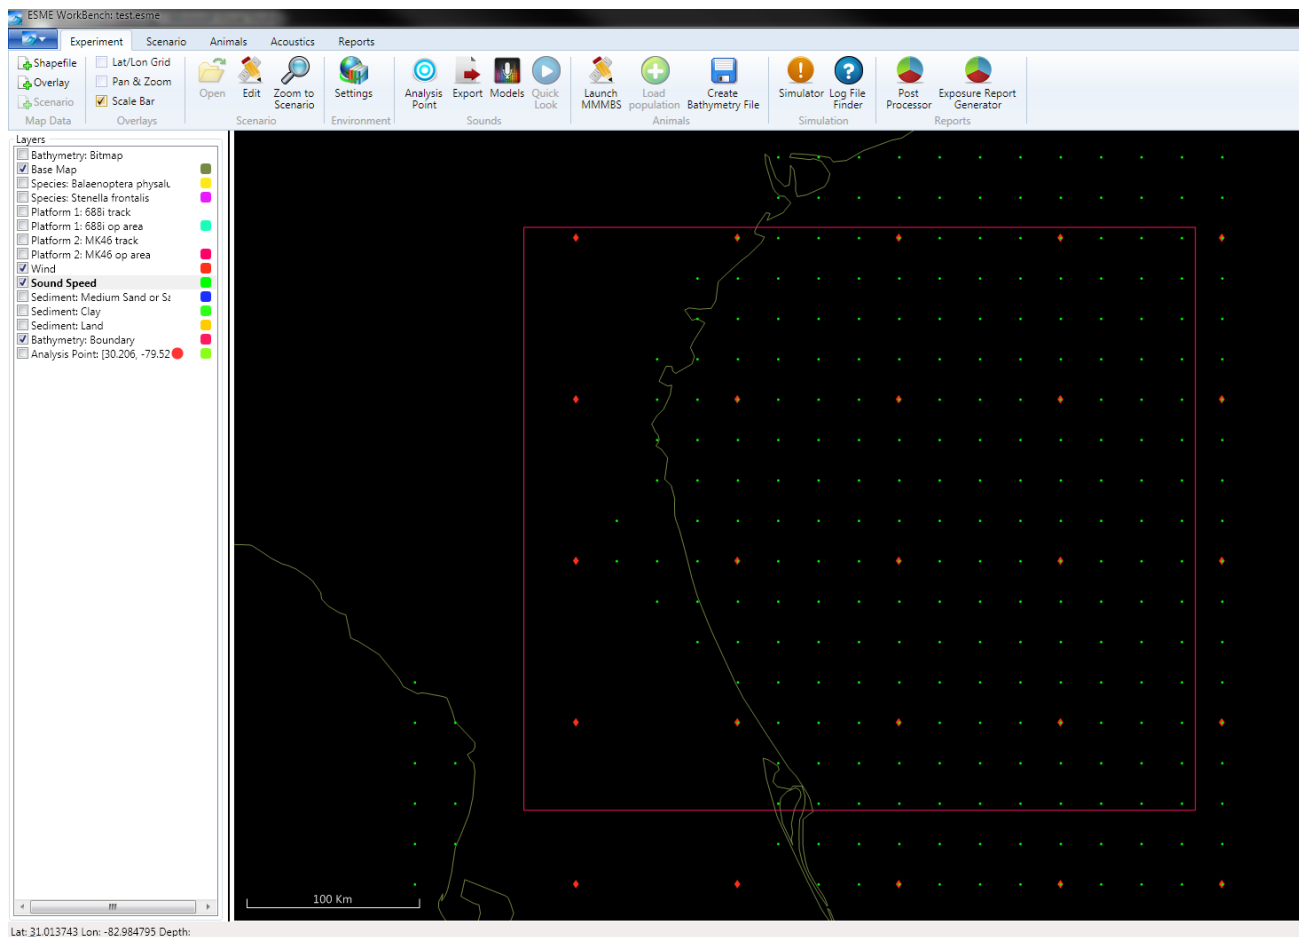 ESME WorkBench: test.esme
Experiment Scenario Animals Acoustics Reports
Shapefile
Overlay
Scenario
Map Data
Lat/Lon Grid
Pan & Zoom
Scale Bar
Overlays
Open
Edit
Zoom to
Scenario
Scenario
Settings
Environment
Analysis
Point
Export
Models
Quick
Look
Sounds
Launch
MMMBS
Load
population
Create
Bathymetry File
Animals
Simulator
Log File
Finder
Simulation
Post
Processor
Exposure Report
Generator
Reports
Layers
Bathymetry: Bitmap
Base Map
Species: Balaenoptera physalu
Species: Stenella frontalis
Platform 1: 688i track
Platform 1: 688i op area
Platform 2: MK46 track
Platform 2: MK46 op area
Wind
Sound Speed
Sediment: Medium Sand or Sa
Sediment: Clay
Sediment: Land
Bathymetry: Boundary
Analysis Point: [30.206, -79.52
100 Km
Lat: 31.013743 Lon: -82.984795 Depth: